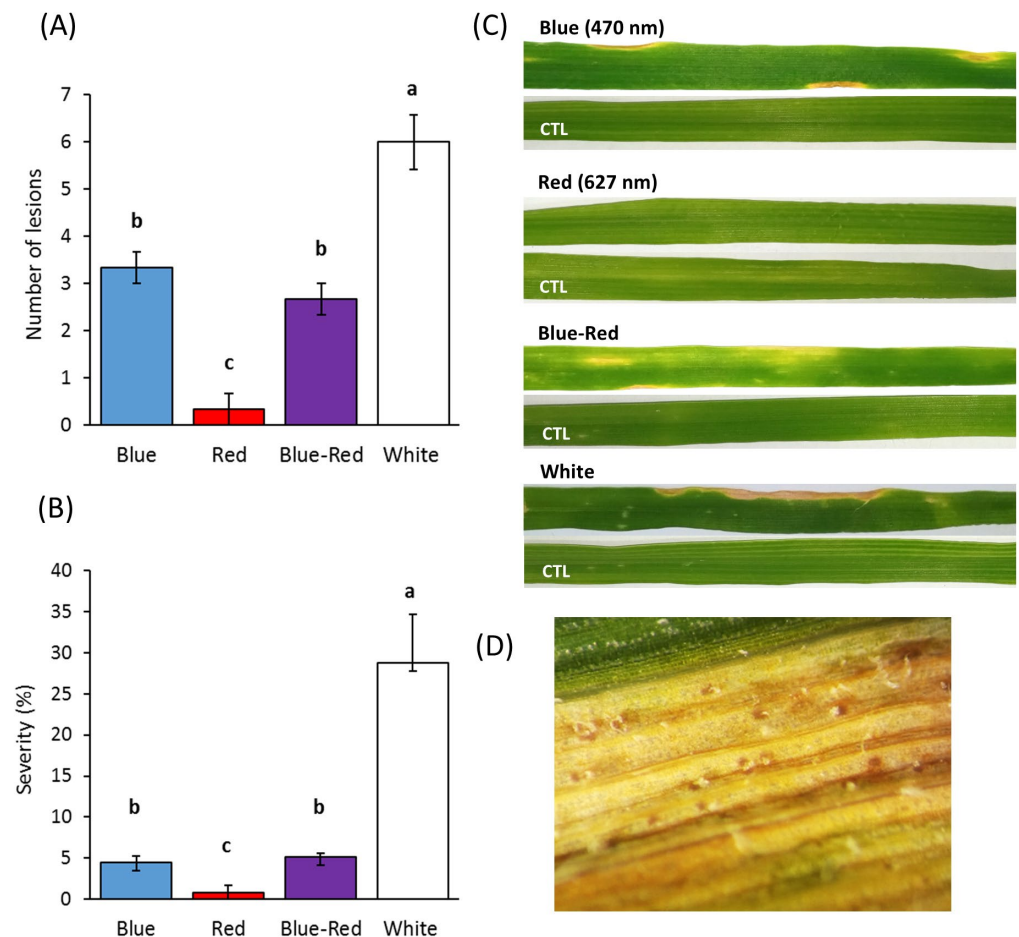 (A)
Number of lesions
7
6
5
4
3
2
1
0
b
c
b
a
Blue
Red
Blue-Red
White
(B)
Severity (%)
40
35
30
25
20
15
10
5
0
b
c
b
a
Blue
Red
Blue-Red
White
(C)
Blue (470 nm)
CTL
Red (627 nm)
CTL
Blue-Red
CTL
White
CTL
(D)